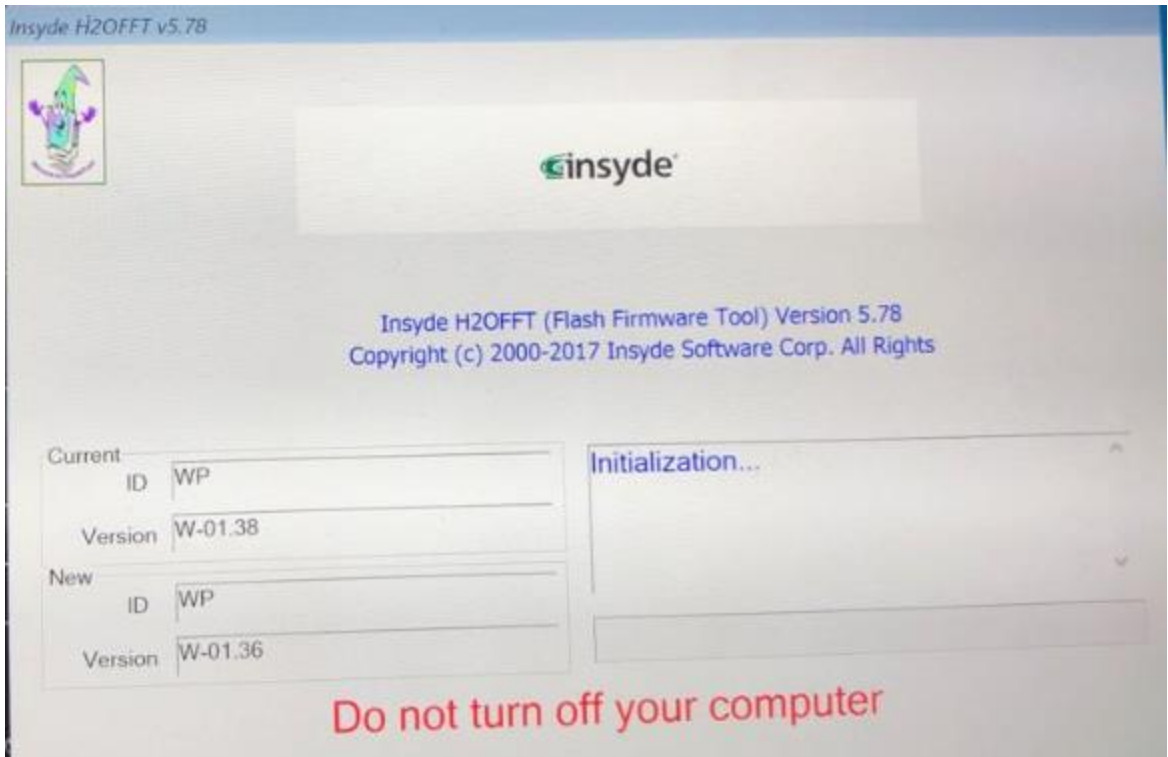 Insyde H2OFFT v5.78
insyde
Insyde H2OFFT (Flash Firmware Tool) Version 5.78
Copyright (c) 2000-2017 Insyde Software Corp. All Rights
Current
ID WP
Version W-01.38
New
ID WP
Version W-01.36
Initialization...
Do not turn off your computer